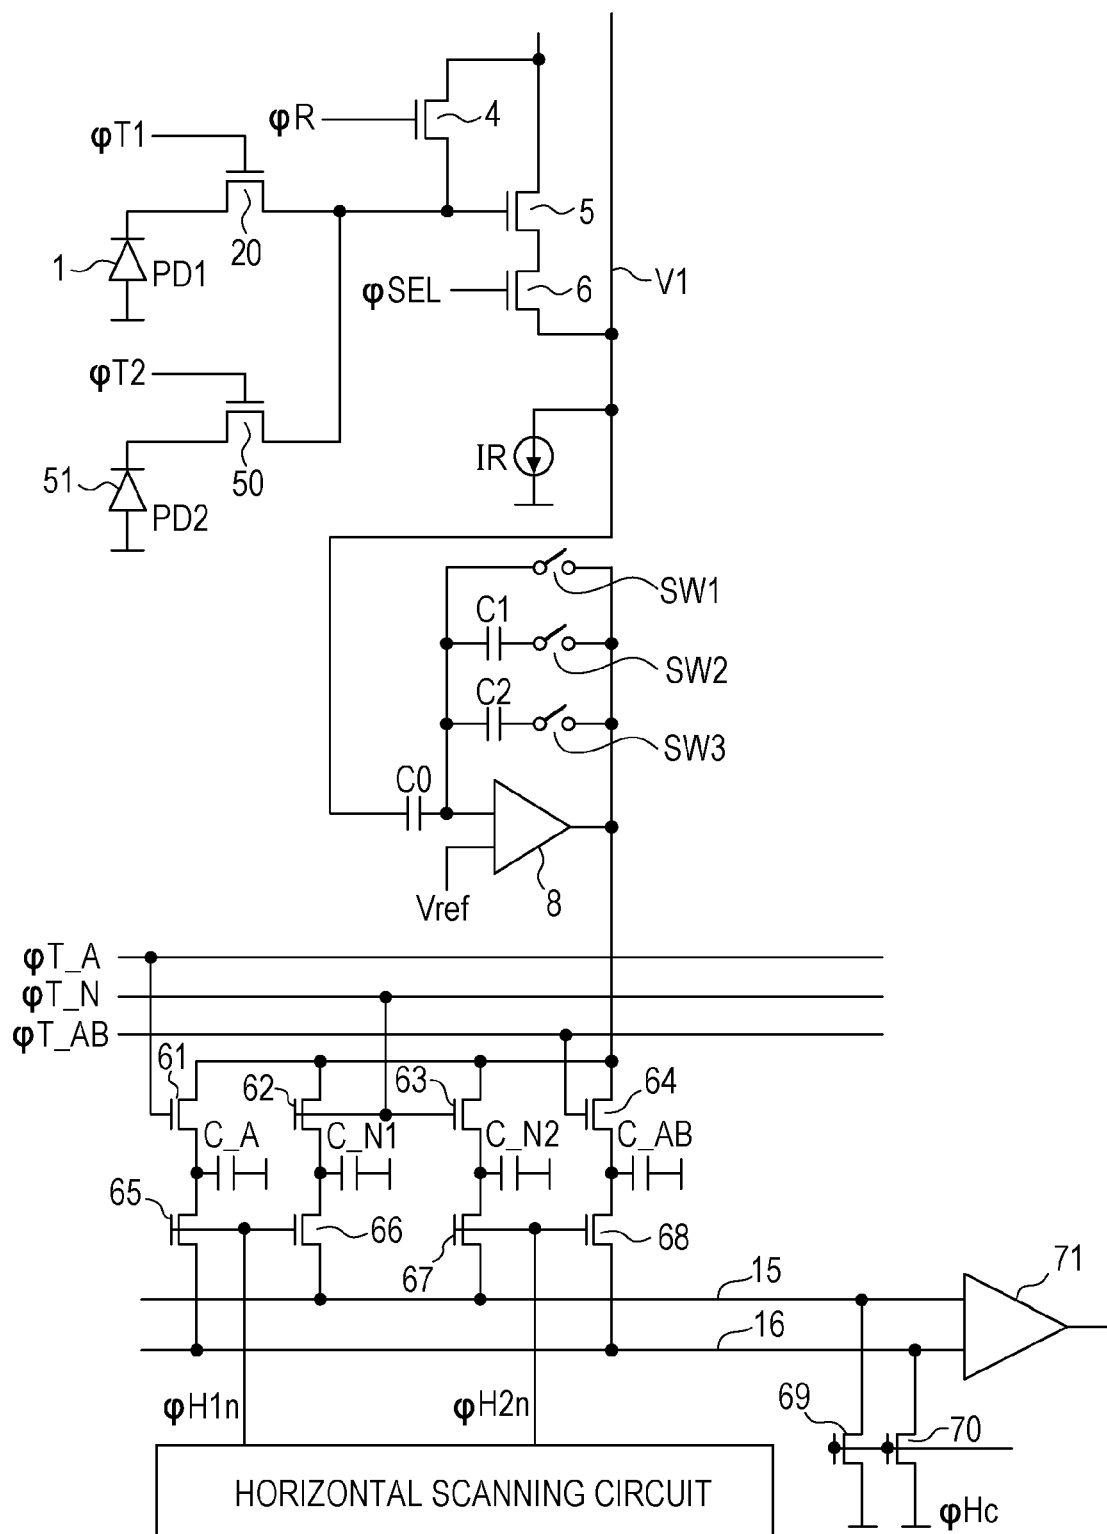 φR
4
φT1
5
20
1
PD1
φSEL
6
V1
φT2
IR
51
50
PD2
SW1
C1
SW2
C2
SW3
C0
8
Vref
φT_A
φT_N
φT_AB
61
62
63
64
C_A
C_N1
C_N2
C_AB
65
66
67
68
15
71
16
φH1n
φH2n
69
70
HORIZONTAL SCANNING CIRCUIT
φHc